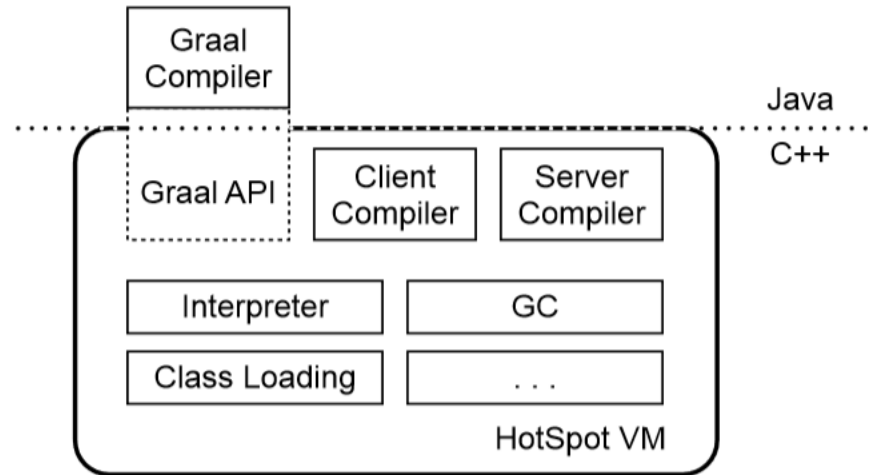 Graal
Compiler
Java
C++
Graal API
Client
Compiler
Server
Compiler
Interpreter
GC
Class Loading
. . .
HotSpot VM